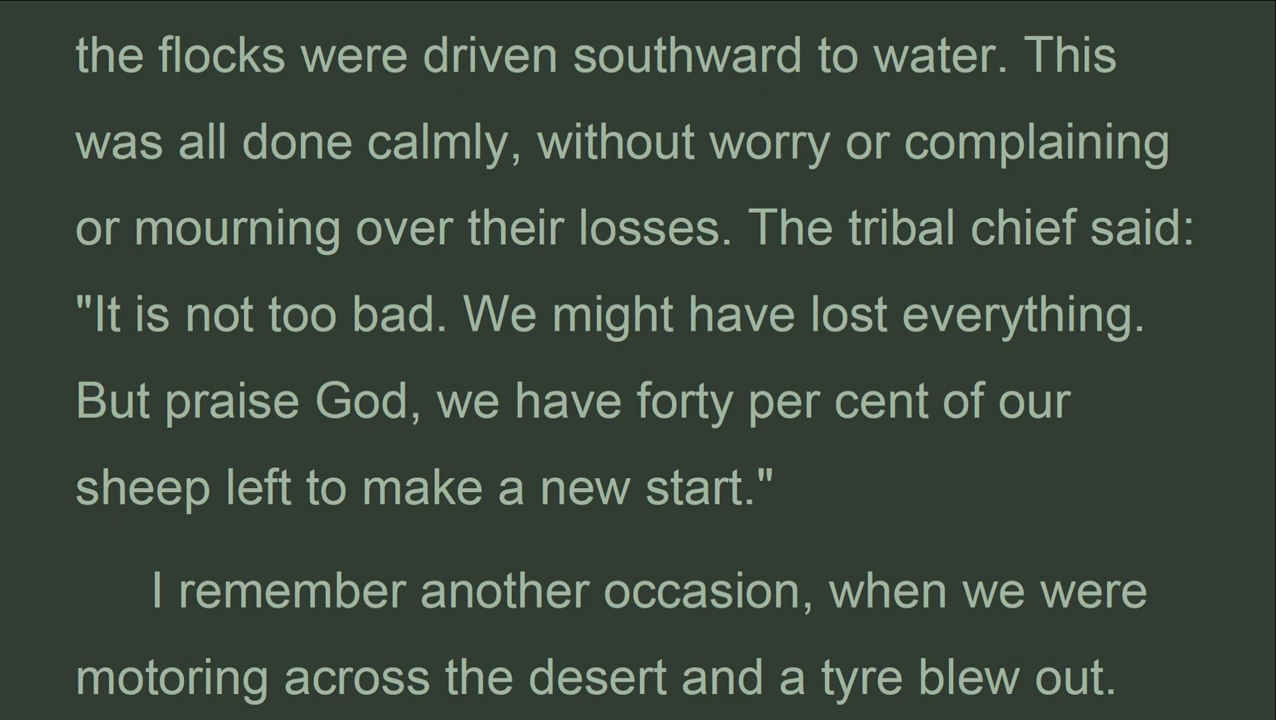 the flocks were driven southward to water. This
was all done calmly, without worry or complaining
or mourning over their losses. The tribal chief said:
"It is not too bad. We might have lost everything.
But praise God, we have forty per cent of our
sheep left to make a new start."
I remember another occasion, when we were
motoring across the desert and a tyre blew out.